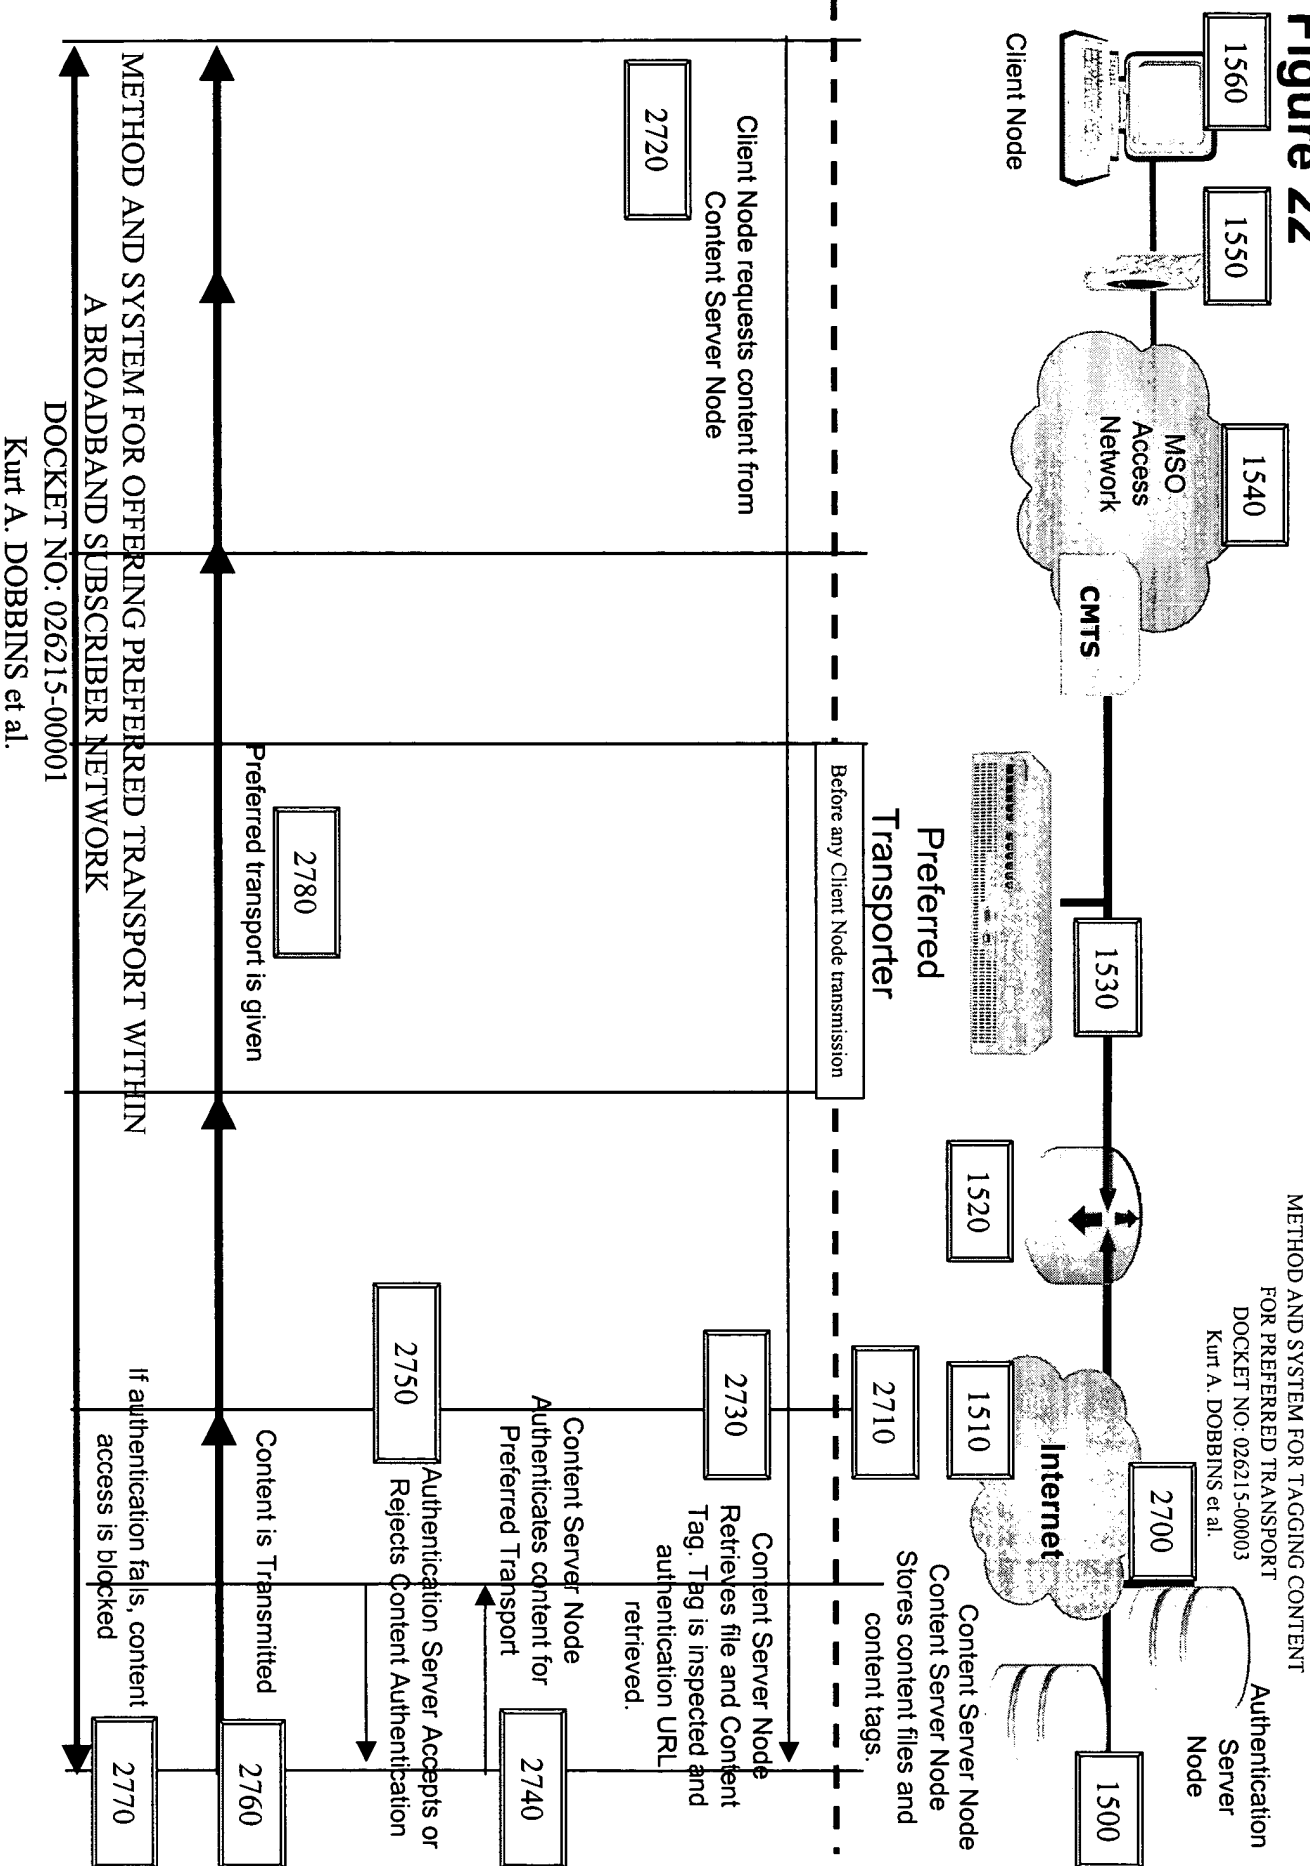 Figure 22
METHOD AND SYSTEM FOR TAGGING CONTENT
FOR PREFERRED TRANSPORT
DOCKET NO: 026215-00003
Kurt A. DOBBINS et al.
1560
1550
1540
1530
1520
1510
2700
1500
Client Node
MSO
Access
Network
CMTS
Preferred
Transporter
Internet
Authentication
Server
Node
Content Server Node
Content Server Node
Stores content files and
content tags.
2710
Before any Client Node transmission
Client Node requests content from
Content Server Node
2720
2730
Content Server Node
Retrieves file and Content
Tag. Tag is inspected and
authentication URL
retrieved.
Content Server Node
Authenticates content for
Preferred Transport
2740
2750
Authentication Server Accepts or
Rejects Content Authentication
2780
Preferred transport is given
Content is Transmitted
2760
If authentication fails, content
access is blocked
2770
METHOD AND SYSTEM FOR OFFERING PREFERRED TRANSPORT WITHIN
A BROADBAND SUBSCRIBER NETWORK
DOCKET NO: 026215-00001
Kurt A. DOBBINS et al.